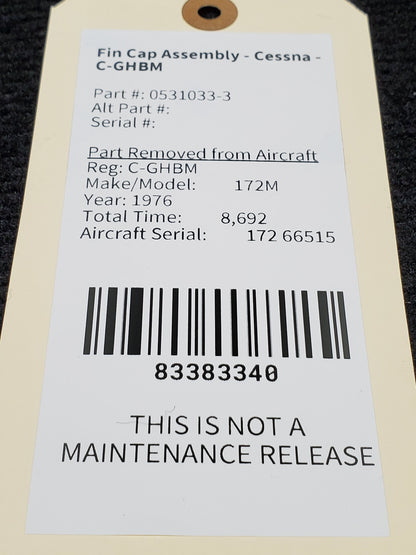 Fin Cap Assembly - Cessna -
C-GHBM
Part #: 0531033-3
Alt Part #:
Serial #:
Part Removed from Aircraft
Reg: C-GHBM
Make/Model: 172M
Year: 1976
Total Time: 8,692
Aircraft Serial: 172 66515
83383340
THIS IS NOT A
MAINTENANCE RELEASE